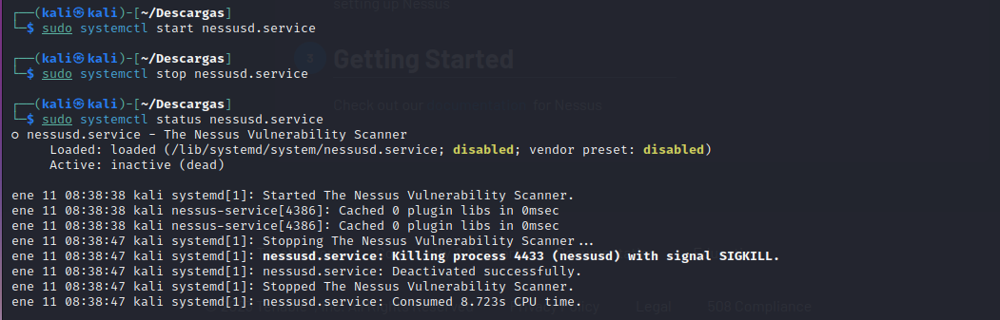 setting up Nessus
┌──(kali㉿kali)-[~/Descargas]
└─$ sudo systemctl start nessusd.service
3 Getting Started
┌──(kali㉿kali)-[~/Descargas]
└─$ sudo systemctl stop nessusd.service
Check out our for Nessus
┌──(kali㉿kali)-[~/Descargas]
└─$ sudo systemctl status nessusd.service
○ nessusd.service - The Nessus Vulnerability Scanner
Loaded: loaded (/lib/systemd/system/nessusd.service; disabled; vendor preset: disabled)
Active: inactive (dead)
ene 11 08:38:38 kali systemd[1]: Started The Nessus Vulnerability Scanner.
ene 11 08:38:38 kali nessus-service[4386]: Cached 0 plugin libs in 0msec
ene 11 08:38:38 kali nessus-service[4386]: Cached 0 plugin libs in 0msec
ene 11 08:38:47 kali systemd[1]: Stopping The Nessus Vulnerability Scanner...
ene 11 08:38:47 kali systemd[1]: nessusd.service: Killing process 4433 (nessusd) with signal SIGKILL.
ene 11 08:38:47 kali systemd[1]: nessusd.service: Deactivated successfully.
ene 11 08:38:47 kali systemd[1]: Stopped The Nessus Vulnerability Scanner.
ene 11 08:38:47 kali systemd[1]: nessusd.service: Consumed 8.723s CPU time.
Legal 508 Compliance